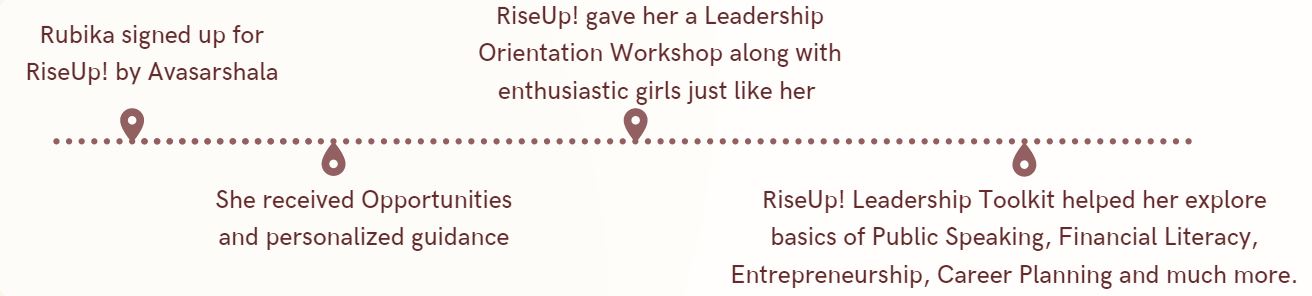 Rubika signed up for
RiseUp! by Avasarshala
She received Opportunities
and personalized guidance
RiseUp! gave her a Leadership
Orientation Workshop along with
enthusiastic girls just like her
RiseUp! Leadership Toolkit helped her explore
basics of Public Speaking, Financial Literacy,
Entrepreneurship, Career Planning and much more.